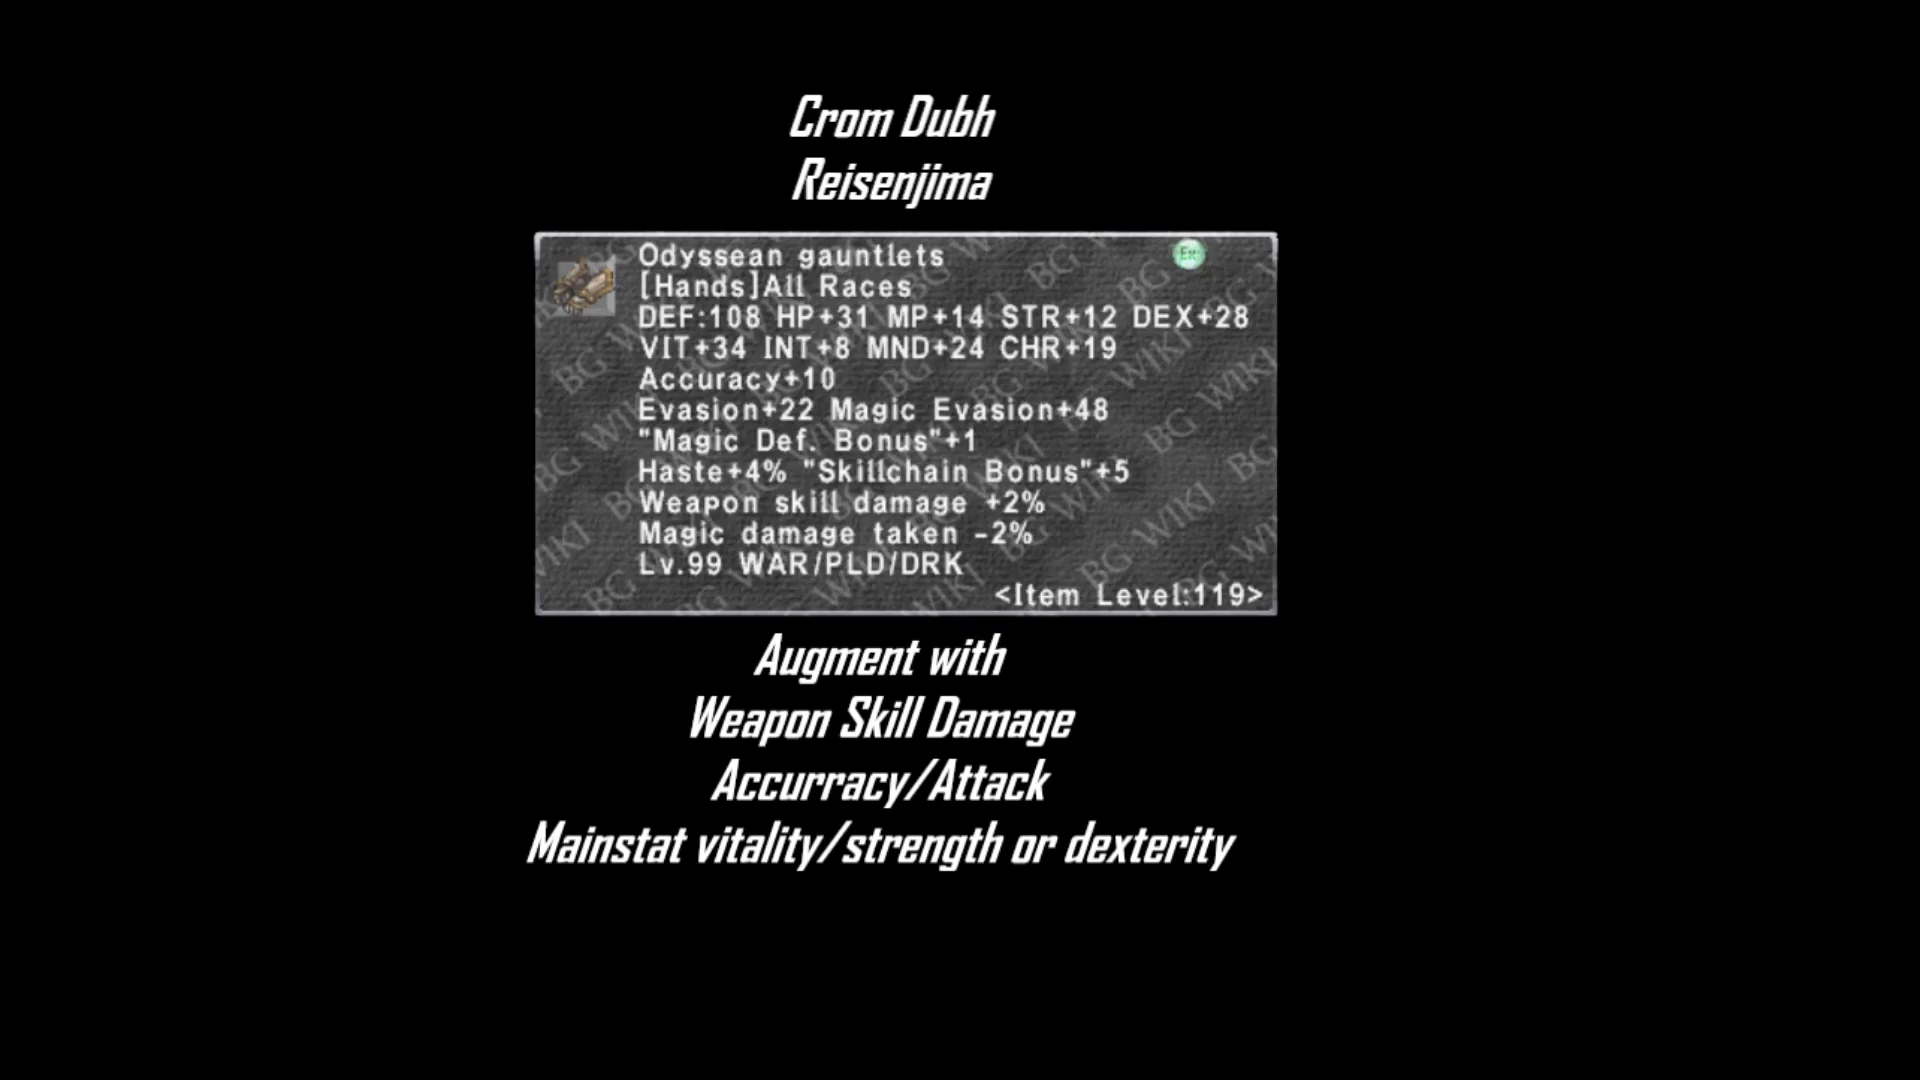 Crom Dubh
Reisenjima
Odyssean gauntlets Ex
[Hands]All Races
DEF:108 HP+31 MP+14 STR+12 DEX+28
VIT+34 INT+8 MND+24 CHR+19
Accuracy+10
Evasion+22 Magic Evasion+48
"Magic Def. Bonus"+1
Haste+4% "Skillchain Bonus"+5
Weapon skill damage +2%
Magic damage taken -2%
Lv.99 WAR/PLD/DRK
<Item Level:119>
BG WIKI
Augment with
Weapon Skill Damage
Accurracy/Attack
Mainstat vitality/strength or dexterity